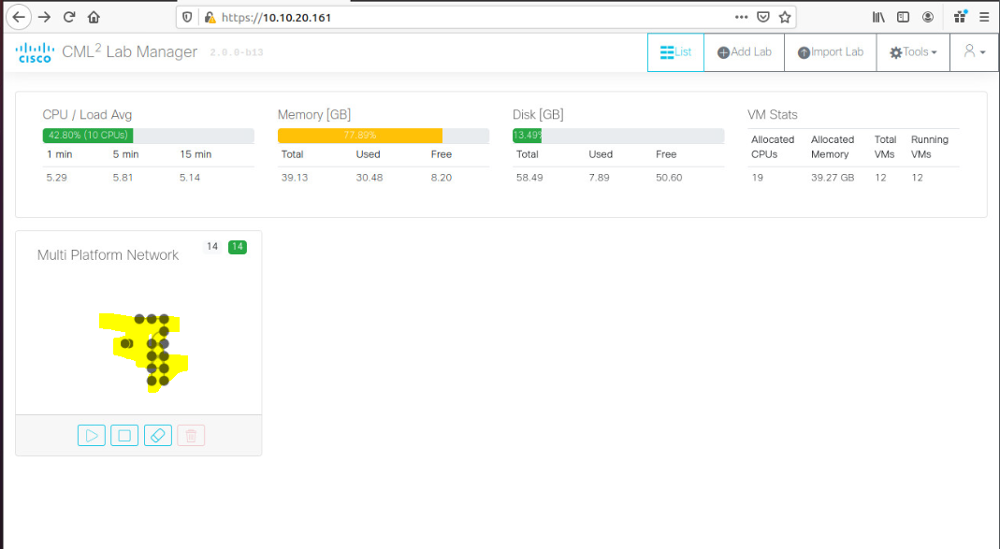 https://10.10.20.161
CISCO CML² Lab Manager 2.0.0-b13
List Add Lab Import Lab Tools
CPU / Load Avg Memory [GB] Disk [GB] VM Stats
42.80% (10 CPUs) 77.89% 13.49%
1 min 5 min 15 min Total Used Free Total Used Free Allocated CPUs Allocated Memory Total VMs Running VMs
5.29 5.81 5.14 39.13 30.48 8.20 58.49 7.89 50.60 19 39.27 GB 12 12
Multi Platform Network 14 14